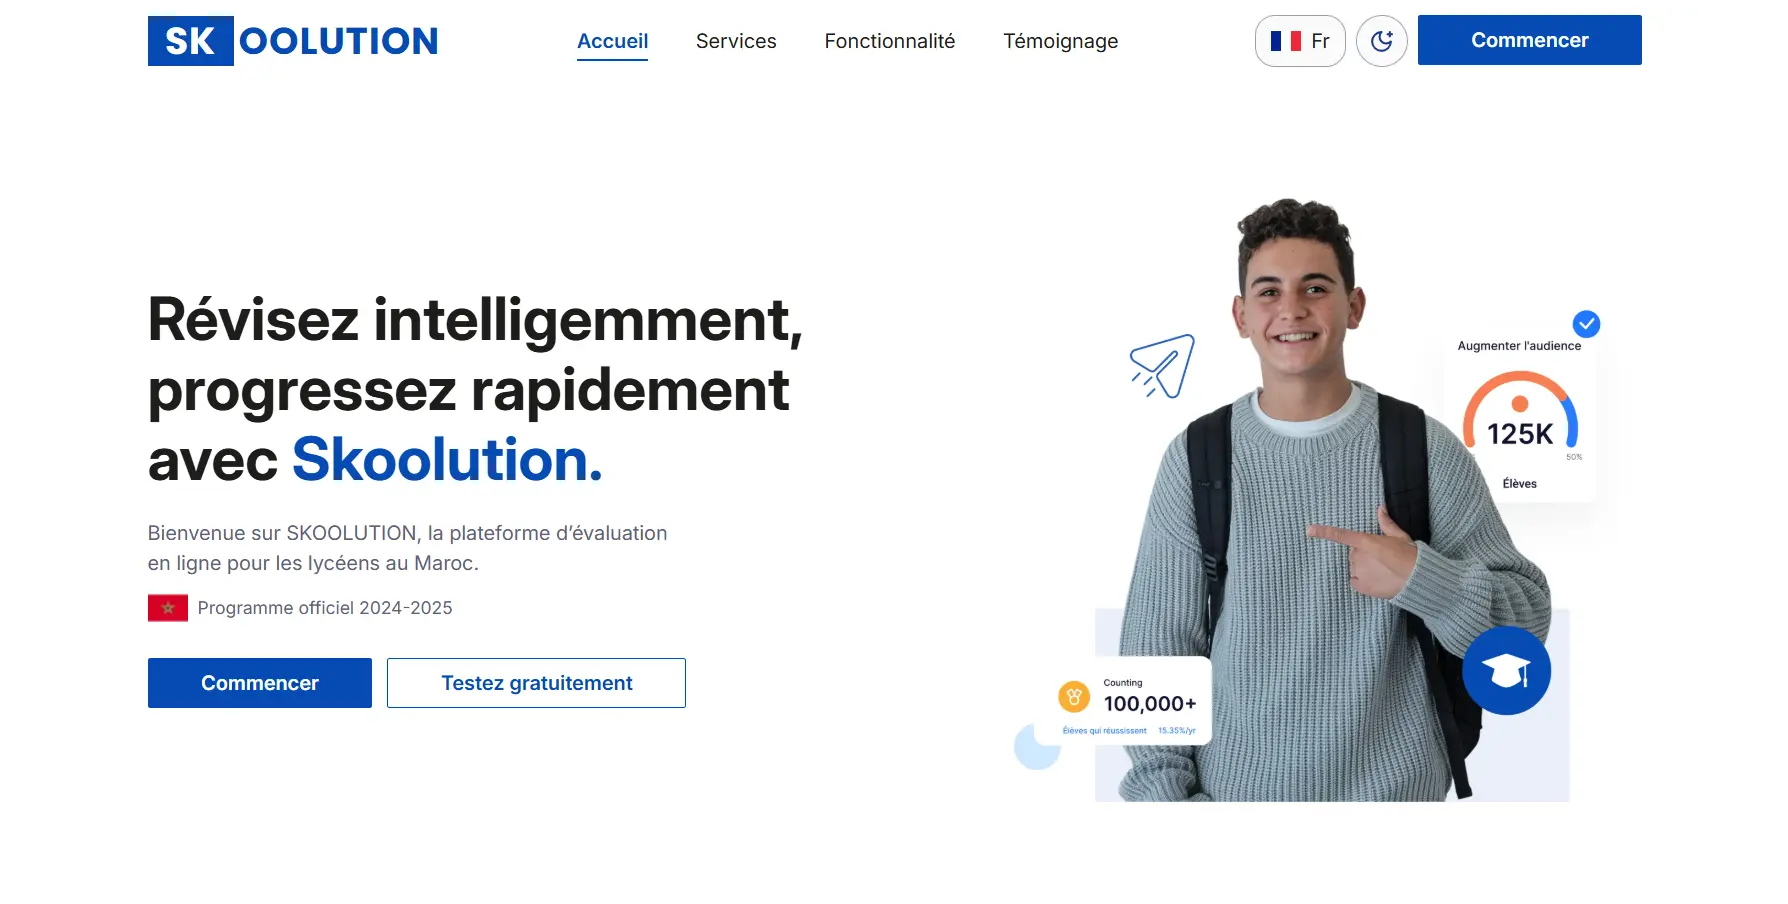 SKOOLUTION
Accueil
Services
Fonctionnalité
Témoignage
Fr
Commencer
Révisez intelligemment,
progressez rapidement
avec Skoolution.
Bienvenue sur SKOOLUTION, la plateforme d’évaluation
en ligne pour les lycéens au Maroc.
Programme officiel 2024-2025
Commencer
Testez gratuitement
Augmenter l'audience
125K
50%
Élèves
Counting
100,000+
Élèves qui réussissent 15.35%/yr